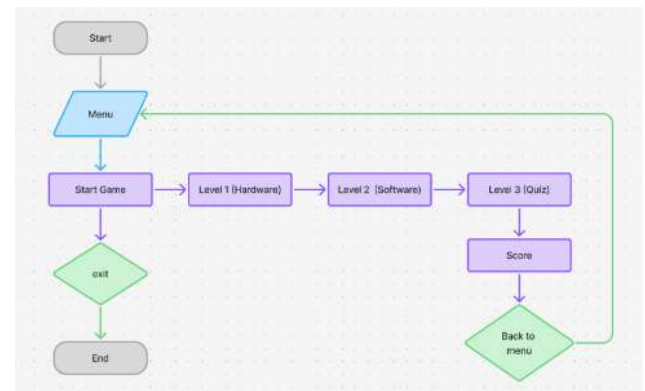 Start
Menu
Start Game
Level 1 (Hardware)
Level 2 (Software)
Level 3 (Quiz)
exit
Score
End
Back to
menu